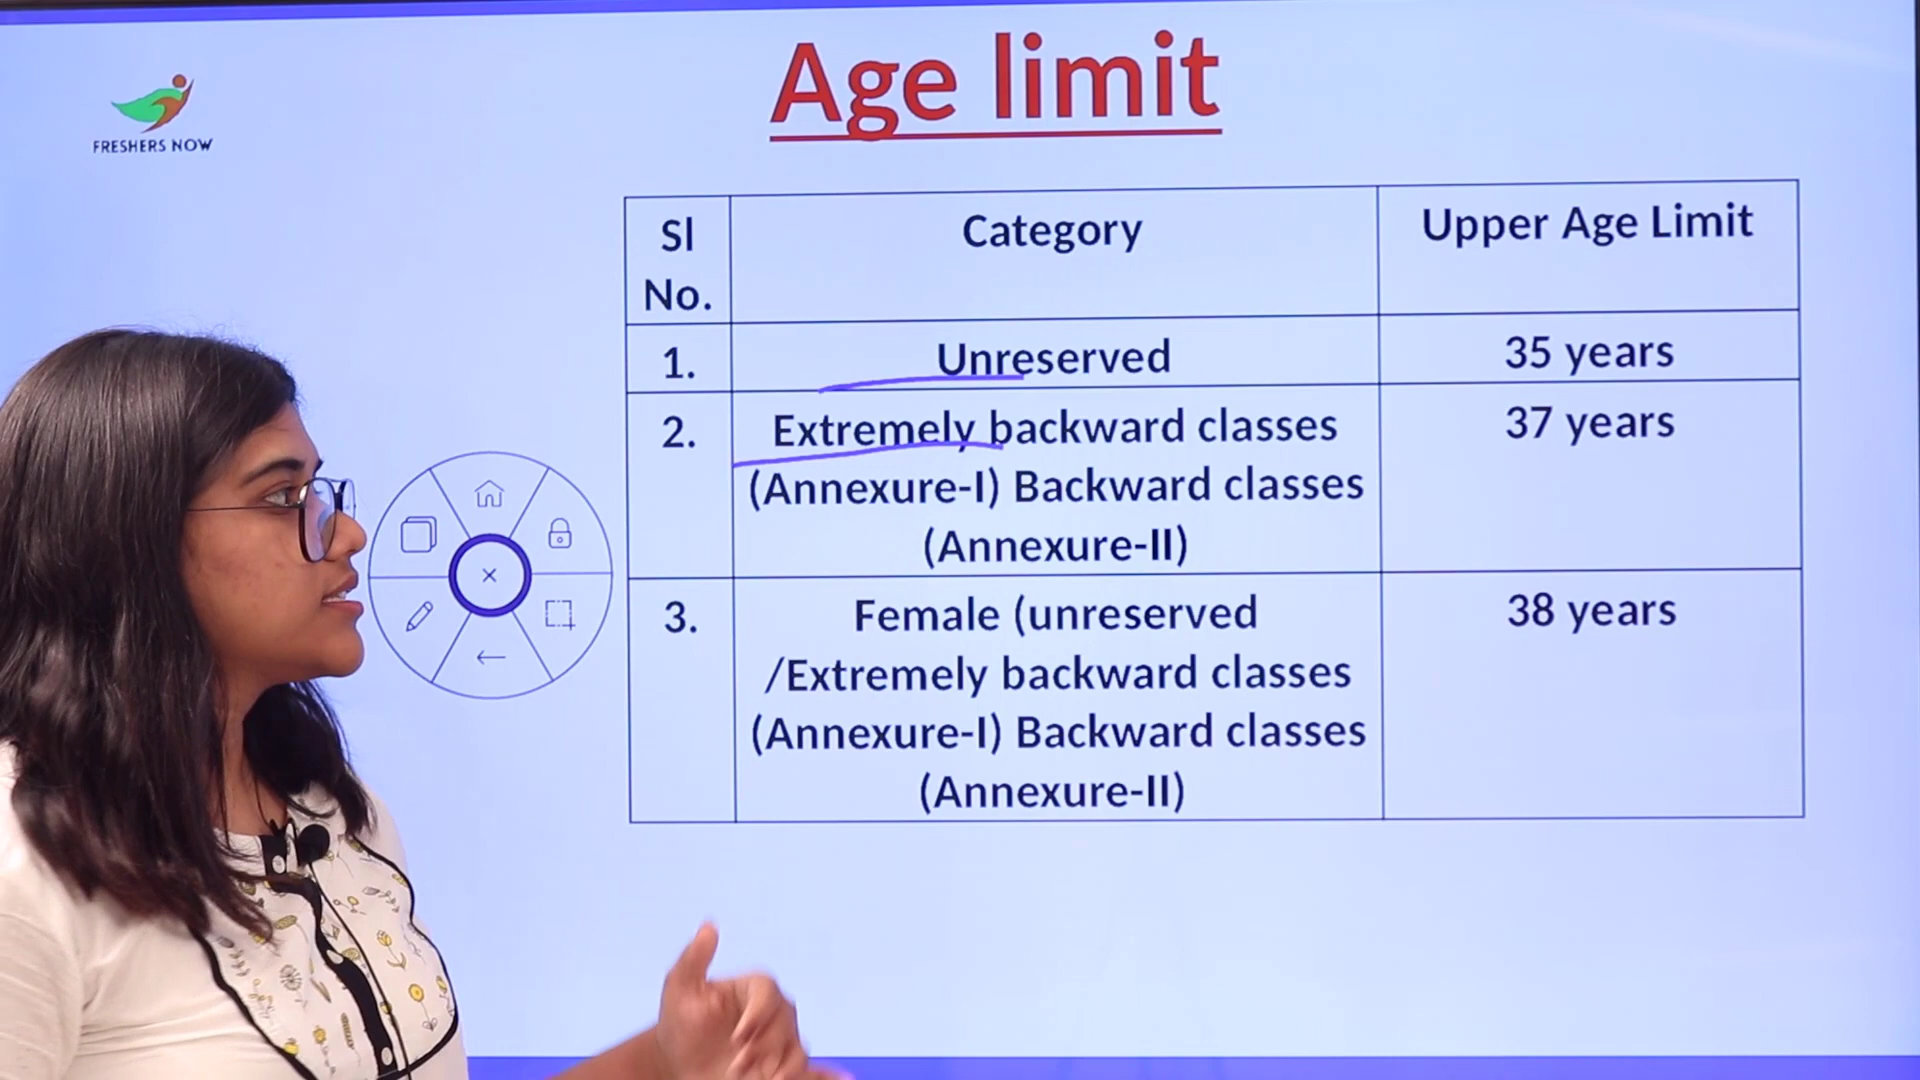 Age limit
FRESHERS NOW
Sl No.
Category
Upper Age Limit
1.
Unreserved
35 years
2.
Extremely backward classes
(Annexure-I) Backward classes
(Annexure-II)
37 years
3.
Female (unreserved
/Extremely backward classes
(Annexure-I) Backward classes
(Annexure-II)
38 years